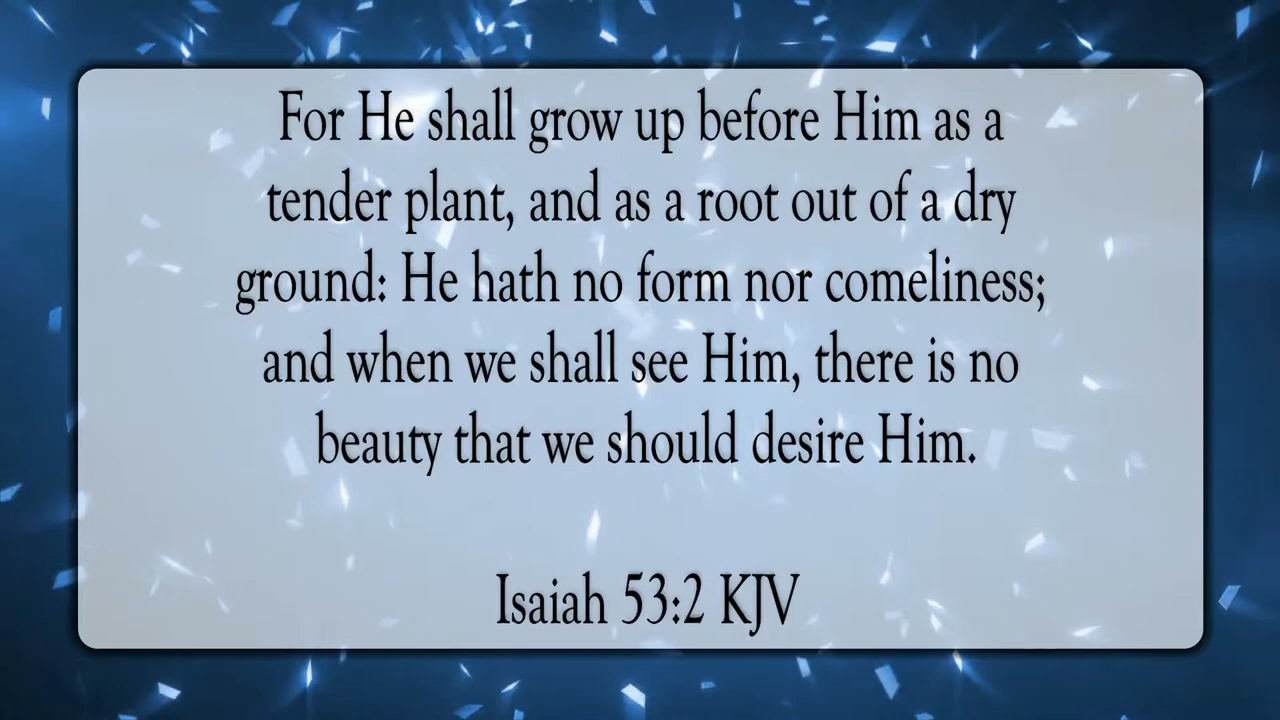 For He shall grow up before Him as a
tender plant, and as a root out of a dry
ground: He hath no form nor comeliness;
and when we shall see Him, there is no
beauty that we should desire Him.
Isaiah 53:2 KJV